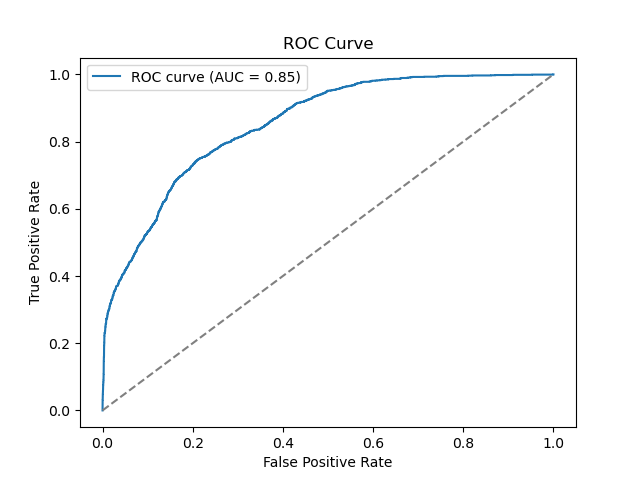 ROC Curve
ROC curve (AUC = 0.85)
1.0
0.8
0.6
0.4
0.2
0.0
True Positive Rate
0.0 0.2 0.4 0.6 0.8 1.0
False Positive Rate